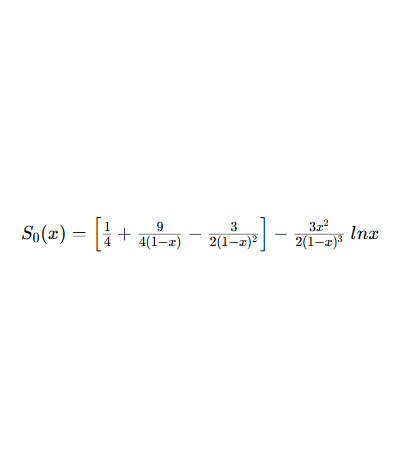 S₀(x) = [1/4 + 9/4(1−x) − 3/2(1−x)²] − 3x²/2(1−x)³ lnx